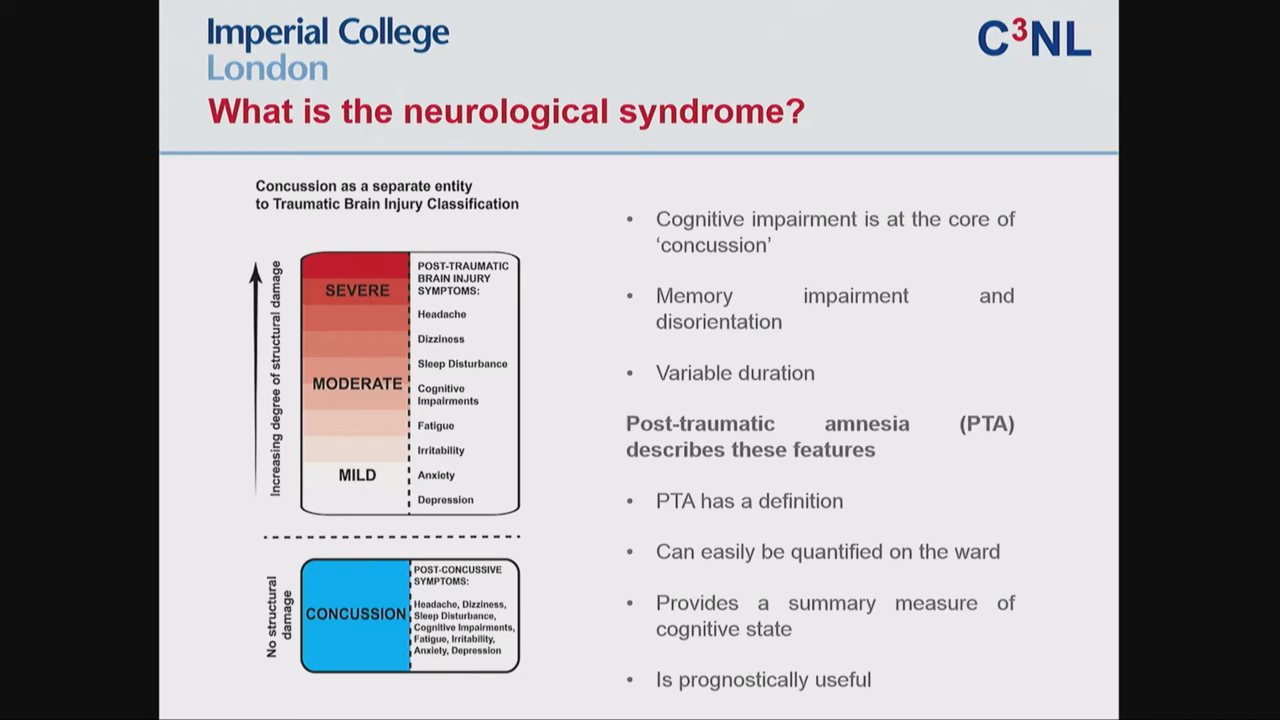 Imperial College
London
C³NL
What is the neurological syndrome?
Concussion as a separate entity
to Traumatic Brain Injury Classification
Increasing degree of structural damage
SEVERE
MODERATE
MILD
POST-TRAUMATIC
BRAIN INJURY
SYMPTOMS:
Headache
Dizziness
Sleep Disturbance
Cognitive
Impairments
Fatigue
Irritability
Anxiety
Depression
No structural
damage
CONCUSSION
POST-CONCUSSIVE
SYMPTOMS:
Headache, Dizziness,
Sleep Disturbance,
Cognitive Impairments,
Fatigue, Irritability,
Anxiety, Depression
• Cognitive impairment is at the core of
‘concussion’
• Memory impairment and
disorientation
• Variable duration
Post-traumatic amnesia (PTA)
describes these features
• PTA has a definition
• Can easily be quantified on the ward
• Provides a summary measure of
cognitive state
• Is prognostically useful